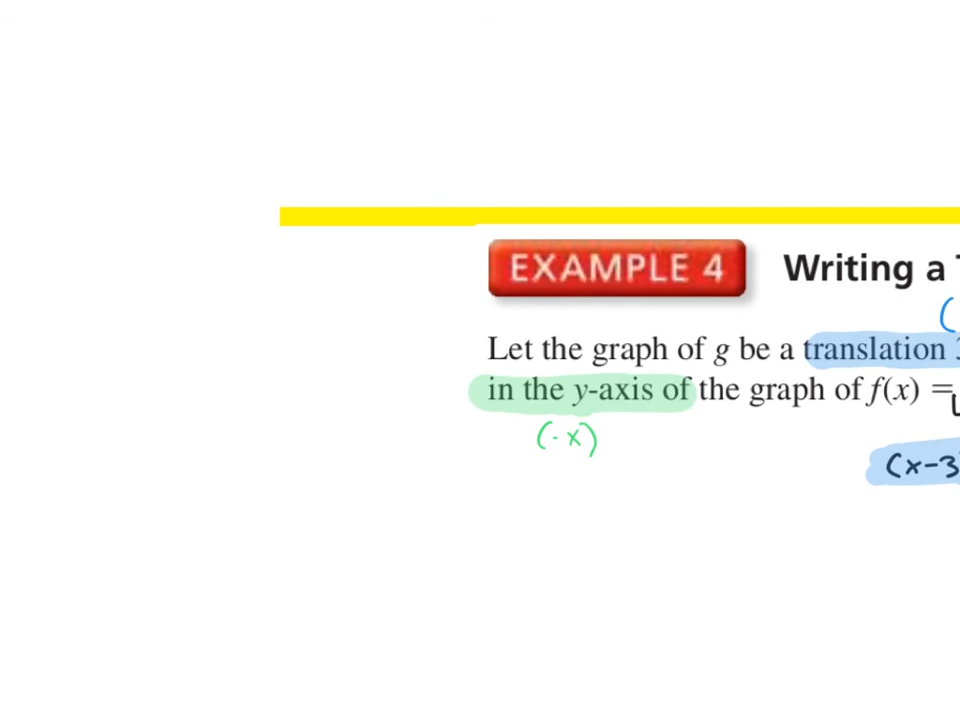 EXAMPLE 4 Writing a
(
Let the graph of g be a translation
in the y-axis of the graph of f(x) =
(-x)
(x-3